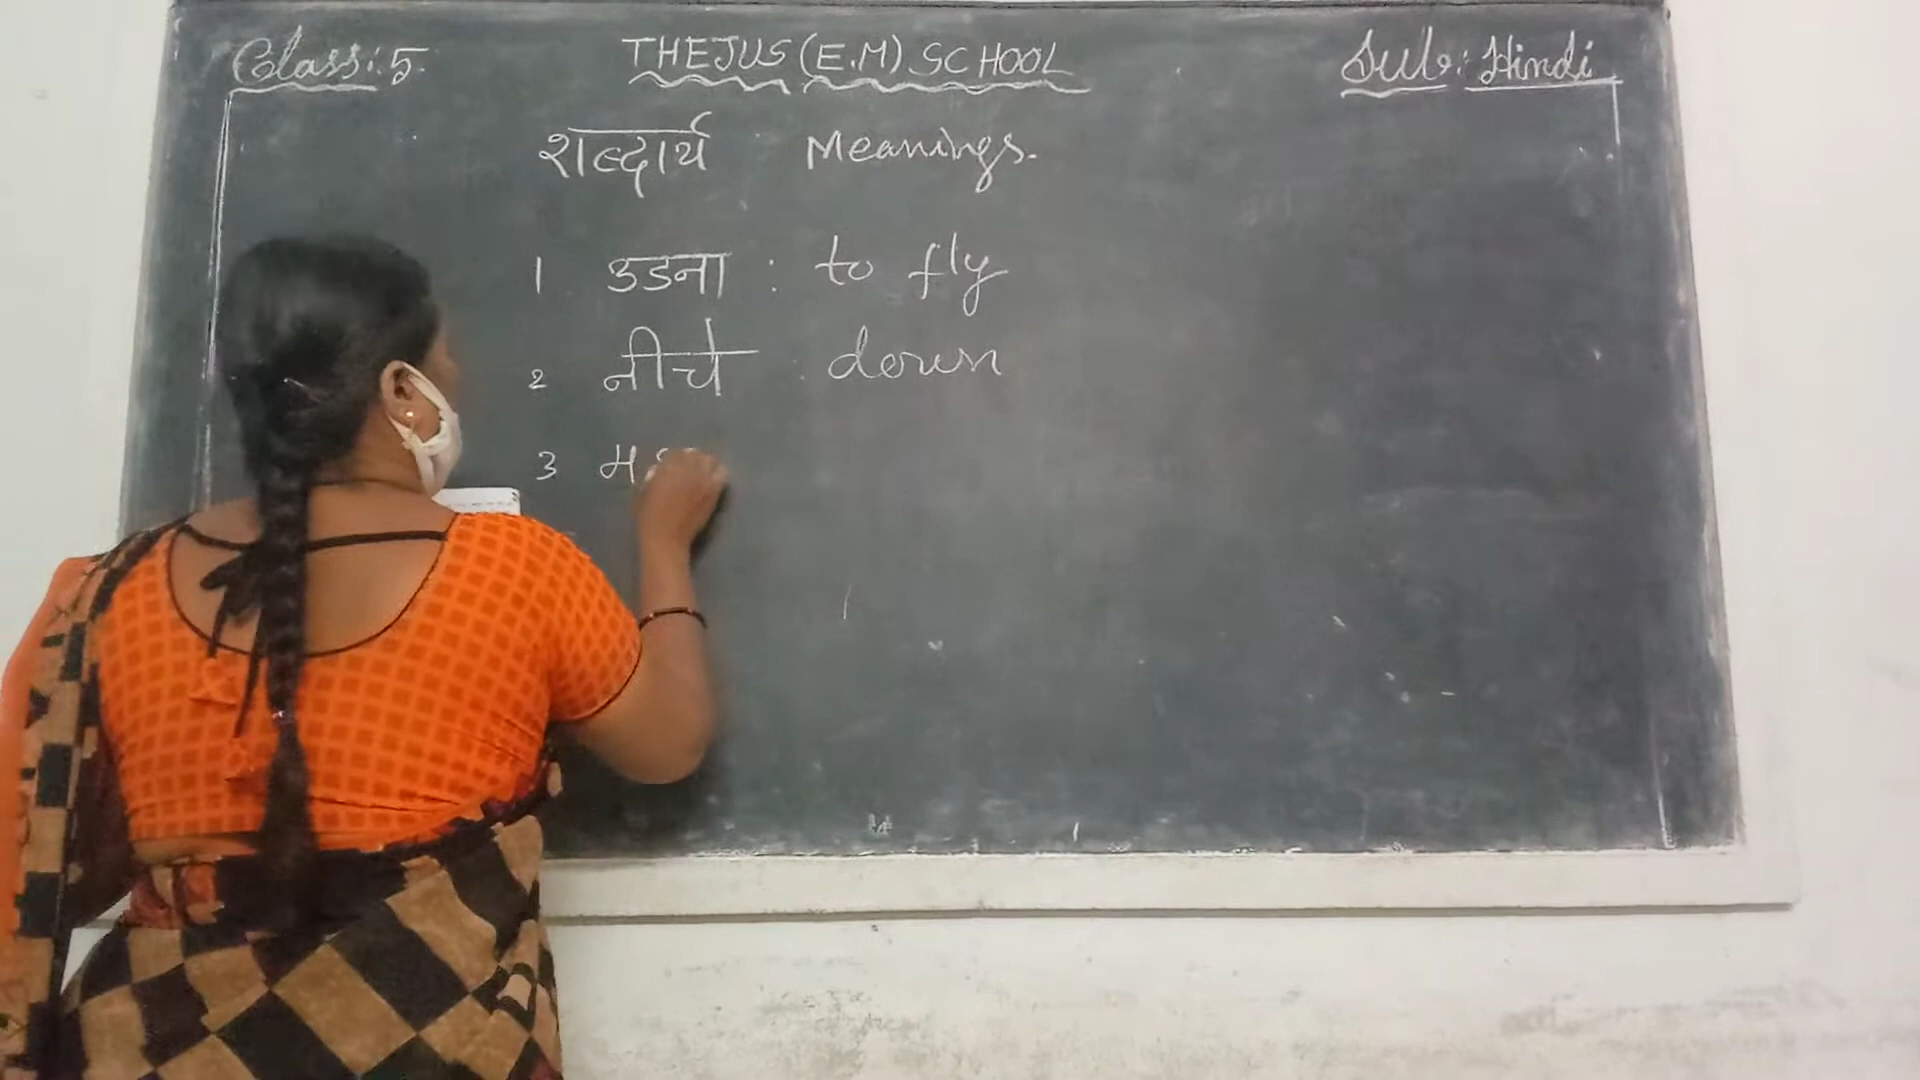 Class: 5 THEJUS (E.M) SCHOOL Sub: Hindi
शब्दार्थ Meanings.
1 उडना : to fly
2 नीचे : down
3